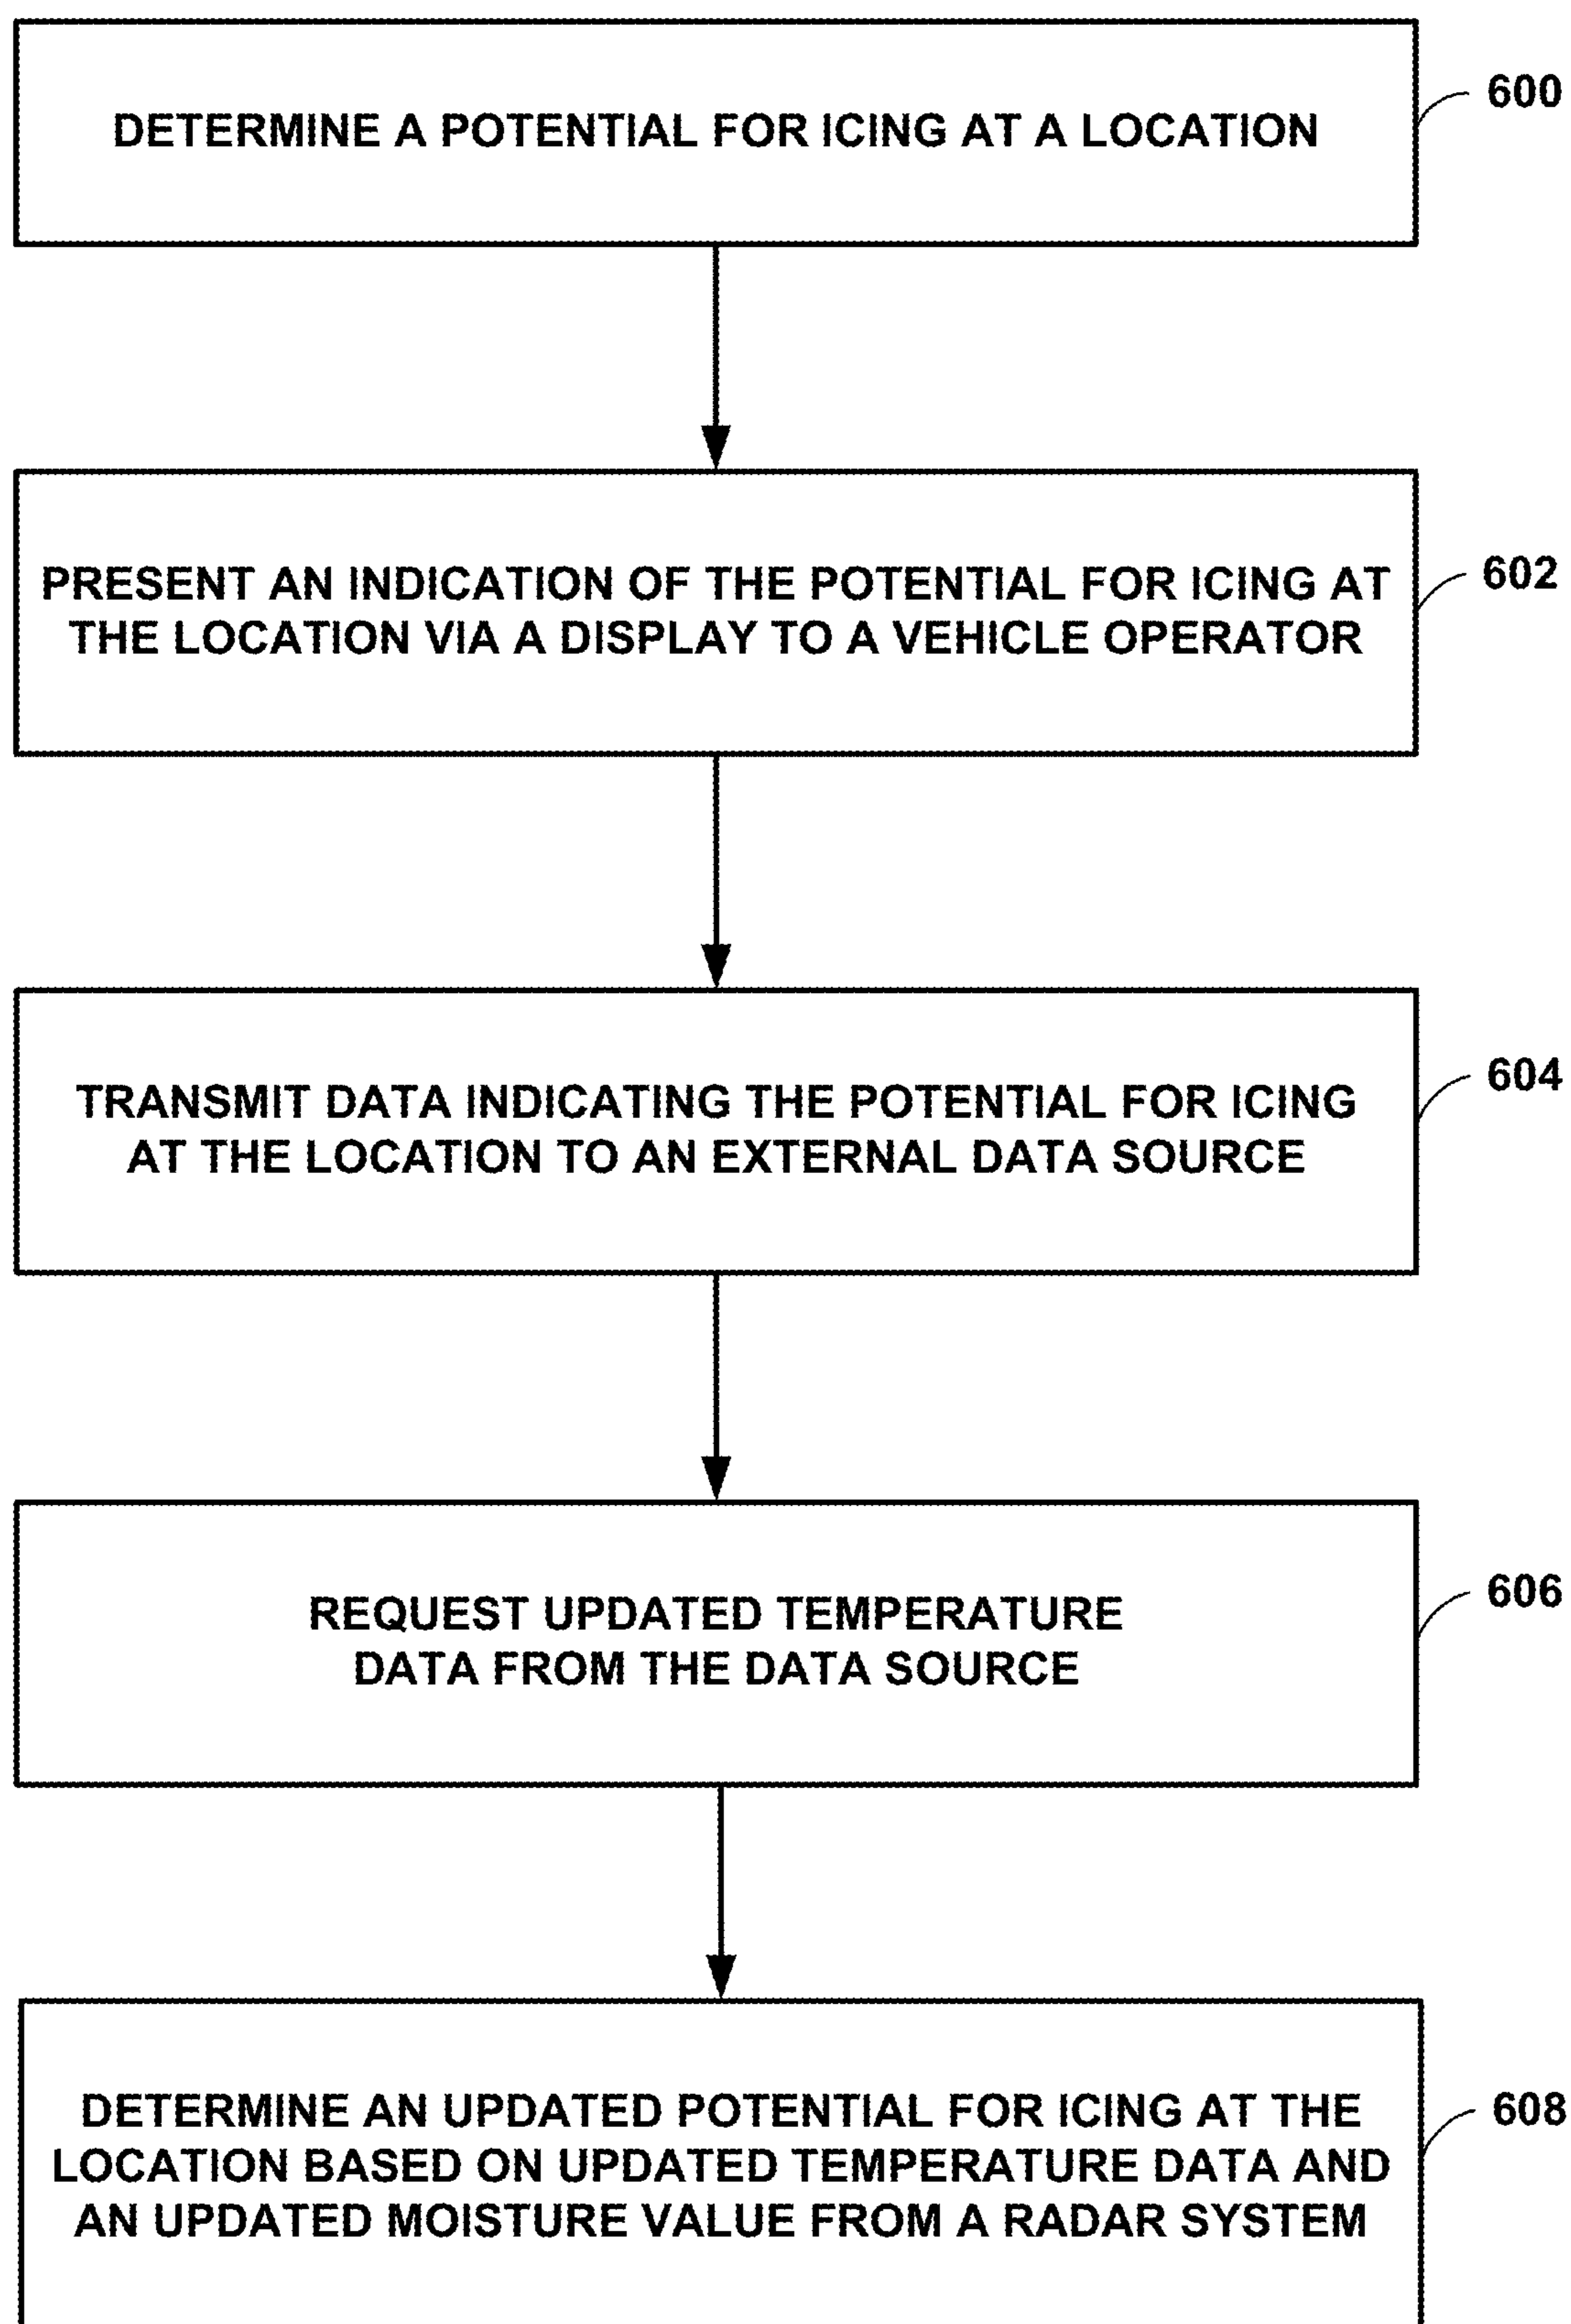 DETERMINE A POTENTIAL FOR ICING AT A LOCATION
600
PRESENT AN INDICATION OF THE POTENTIAL FOR ICING AT
THE LOCATION VIA A DISPLAY TO A VEHICLE OPERATOR
602
TRANSMIT DATA INDICATING THE POTENTIAL FOR ICING
AT THE LOCATION TO AN EXTERNAL DATA SOURCE
604
REQUEST UPDATED TEMPERATURE
DATA FROM THE DATA SOURCE
606
DETERMINE AN UPDATED POTENTIAL FOR ICING AT THE
LOCATION BASED ON UPDATED TEMPERATURE DATA AND
AN UPDATED MOISTURE VALUE FROM A RADAR SYSTEM
608